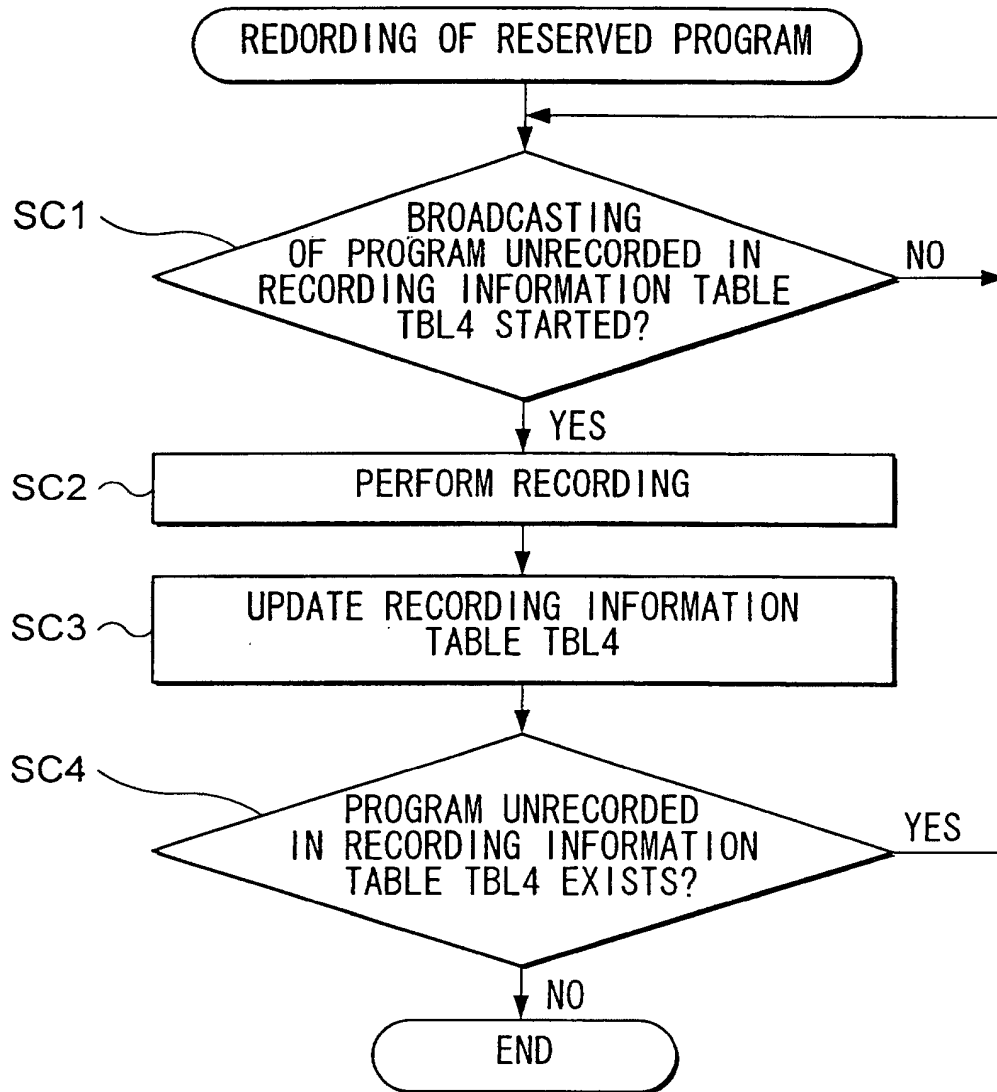 REDORDING OF RESERVED PROGRAM
SC1
BROADCASTING
OF PROGRAM UNRECORDED IN
RECORDING INFORMATION TABLE
TBL4 STARTED?
NO
YES
SC2
PERFORM RECORDING
SC3
UPDATE RECORDING INFORMATION
TABLE TBL4
SC4
PROGRAM UNRECORDED
IN RECORDING INFORMATION
TABLE TBL4 EXISTS?
YES
NO
END